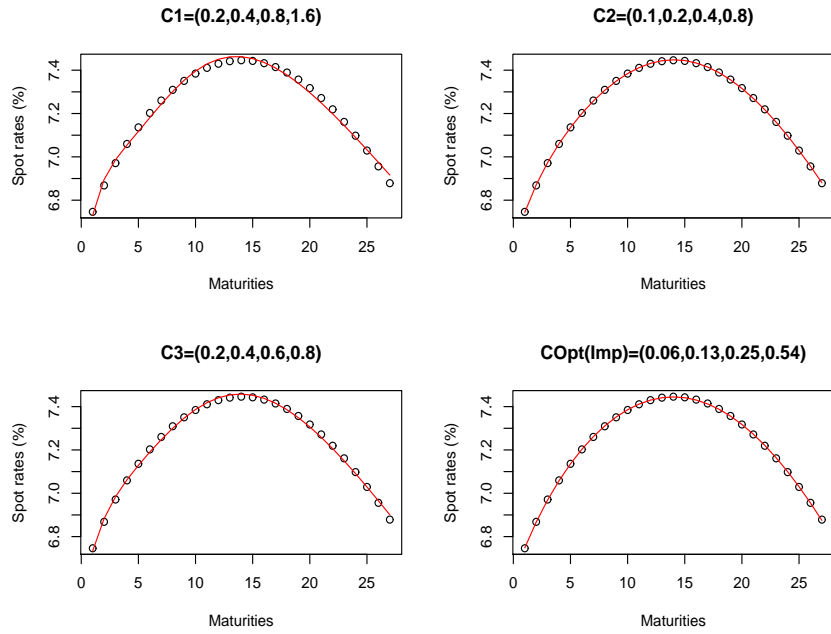 C1=(0.2,0.4,0.8,1.6)
Spot rates (%)
6.8 7.0 7.2 7.4
0 5 10 15 20 25
Maturities
C2=(0.1,0.2,0.4,0.8)
Spot rates (%)
6.8 7.0 7.2 7.4
0 5 10 15 20 25
Maturities
C3=(0.2,0.4,0.6,0.8)
Spot rates (%)
6.8 7.0 7.2 7.4
0 5 10 15 20 25
Maturities
COpt(Imp)=(0.06,0.13,0.25,0.54)
Spot rates (%)
6.8 7.0 7.2 7.4
0 5 10 15 20 25
Maturities